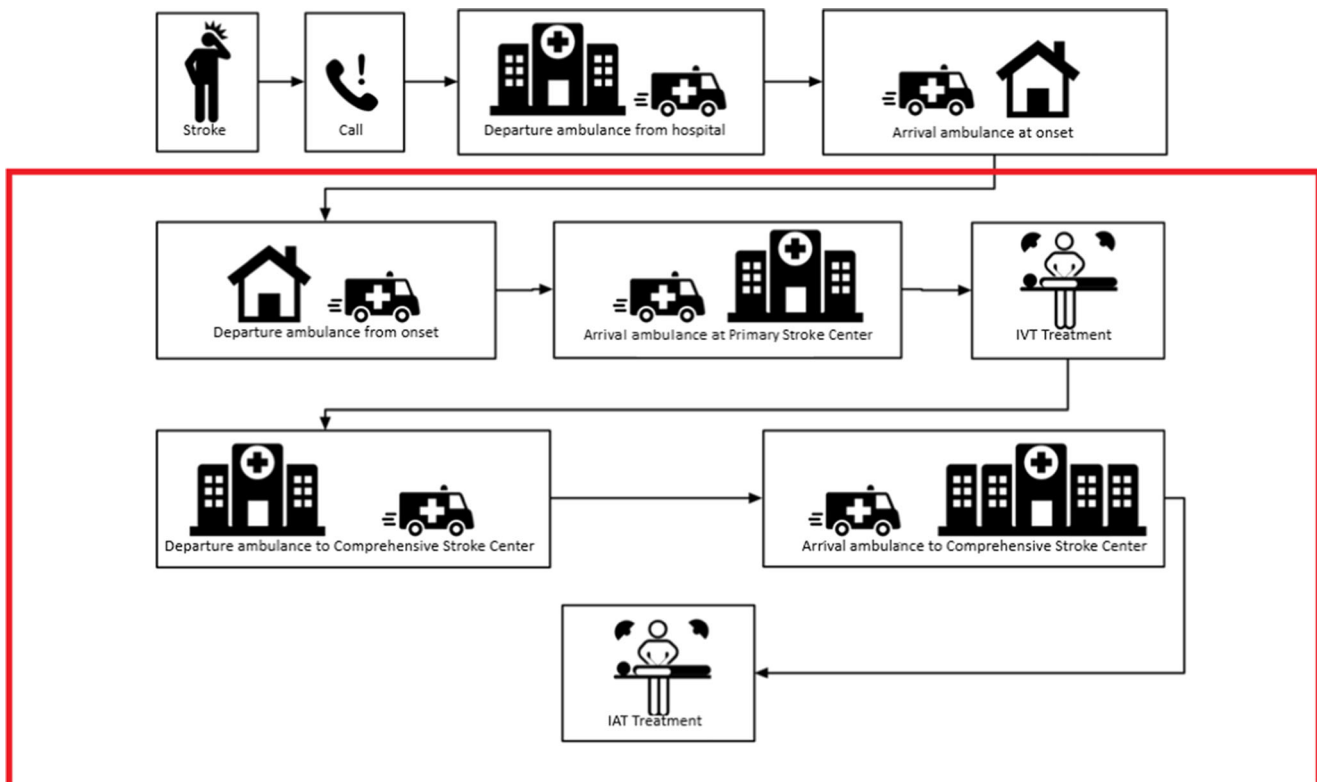 Stroke
Call
Departure ambulance from hospital
Arrival ambulance at onset
Departure ambulance from onset
Arrival ambulance at Primary Stroke Center
IVT Treatment
Departure ambulance to Comprehensive Stroke Center
Arrival ambulance to Comprehensive Stroke Center
IAT Treatment